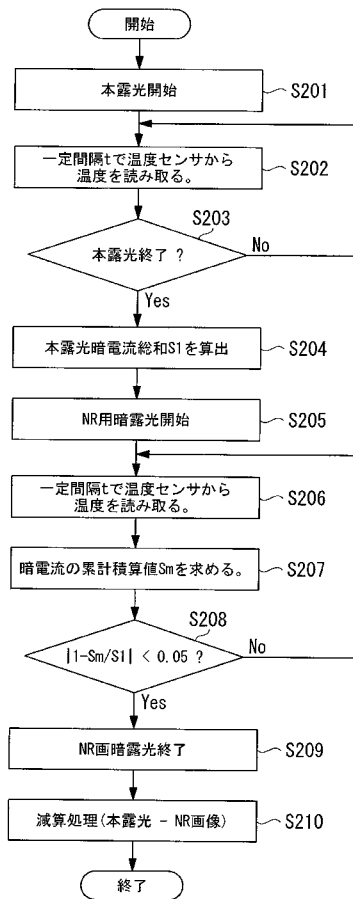 開始
本露光開始
S201
一定間隔tで温度センサから
温度を読み取る。
S202
S203
本露光終了 ?
No
Yes
本露光暗電流総和S1を算出
S204
NR用暗露光開始
S205
一定間隔tで温度センサから
温度を読み取る。
S206
暗電流の累計積算値Smを求める。
S207
S208
|1-Sm/S1| < 0.05 ?
No
Yes
NR画暗露光終了
S209
減算処理(本露光 - NR画像)
S210
終了